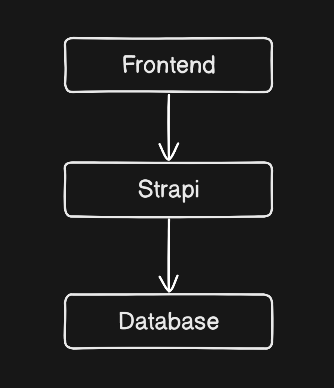 Frontend
Strapi
Database